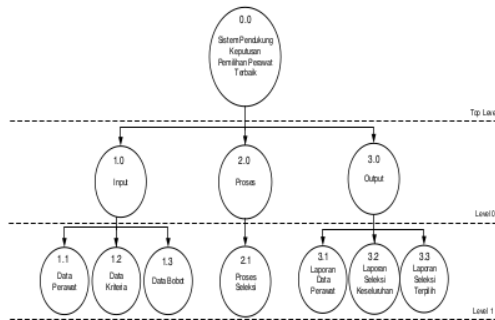 0.0
Sistem Pendukung
Keputusan
Pemilihan Perawat
Terbaik
Top Level
1.0
Input
2.0
Proses
3.0
Output
Level 0
1.1
Data
Perawat
1.2
Data
Kriteria
1.3
Data Bobot
2.1
Proses
Seleksi
3.1
Laporan
Data
Perawat
3.2
Laporan
Seleksi
Keseluruhan
3.3
Laporan
Seleksi
Terpilih
Level 1